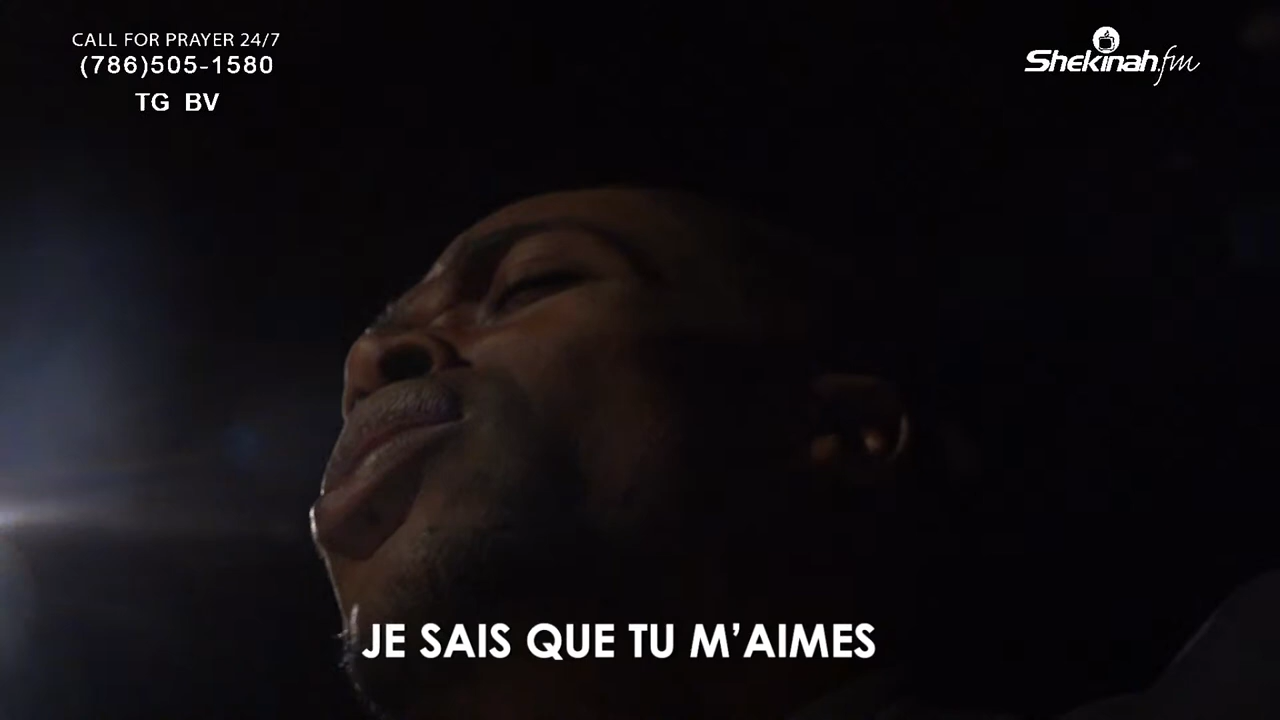 CALL FOR PRAYER 24/7
(786)505-1580
TG BV
Shekinah.fm
JE SAIS QUE TU M’AIMES